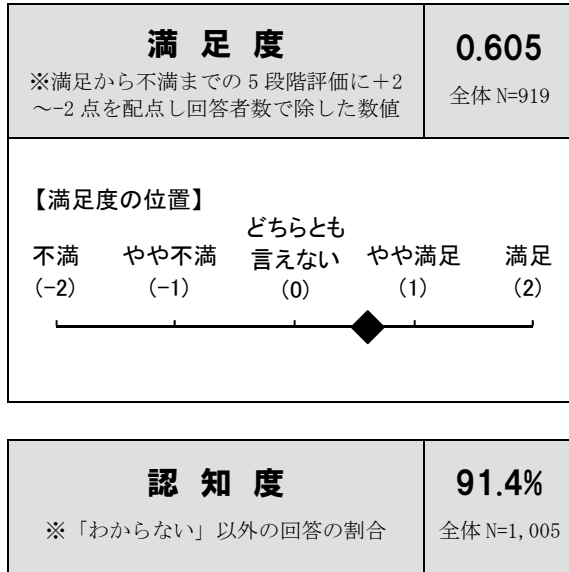 満足度
※満足から不満までの5段階評価に＋2
～-2点を配点し回答者数で除した数値
0.605
全体 N=919
【満足度の位置】
不満
(-2)
やや不満
(-1)
どちらとも
言えない
(0)
やや満足
(1)
満足
(2)
認知度
※「わからない」以外の回答の割合
91.4%
全体 N=1,005